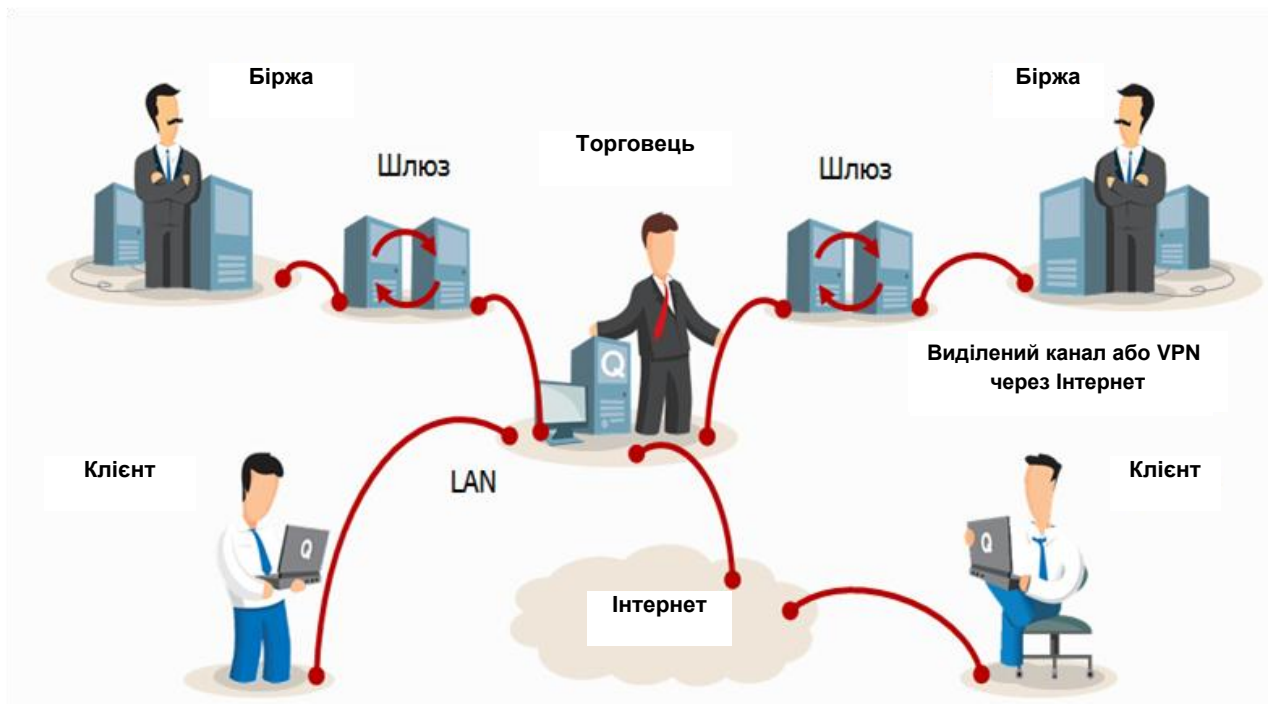 Біржа
Біржа
Торговець
Шлюз
Шлюз
Q
Виділений канал або VPN
через Інтернет
Клієнт
Клієнт
LAN
Q
Q
Інтернет